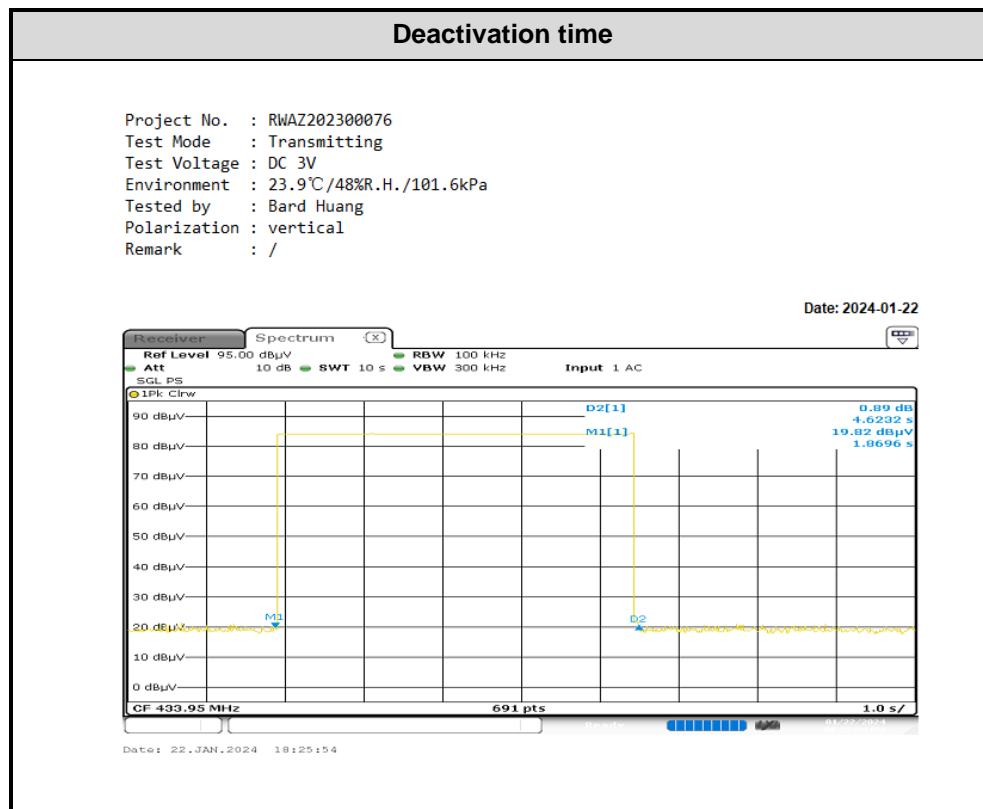 Deactivation time
Project No.  : RWAZ202300076
Test Mode    : Transmitting
Test Voltage : DC 3V
Environment  : 23.9℃/48%R.H./101.6kPa
Tested by    : Bard Huang
Polarization : vertical
Remark       : /
Date: 2024-01-22
Receiver Spectrum X
Ref Level 95.00 dBµV RBW 100 kHz
Att 10 dB SWT 10 s VBW 300 kHz Input 1 AC
SGL PS
1Pk Clrw
D2[1] 0.89 dB
4.6232 s
90 dBµV
M1[1] 19.82 dBµV
1.8696 s
80 dBµV
70 dBµV
60 dBµV
50 dBµV
40 dBµV
30 dBµV
M1
D2
20 dBµV
10 dBµV
0 dBµV
CF 433.95 MHz 691 pts 1.0 s/
Date: 22.JAN.2024 18:25:54